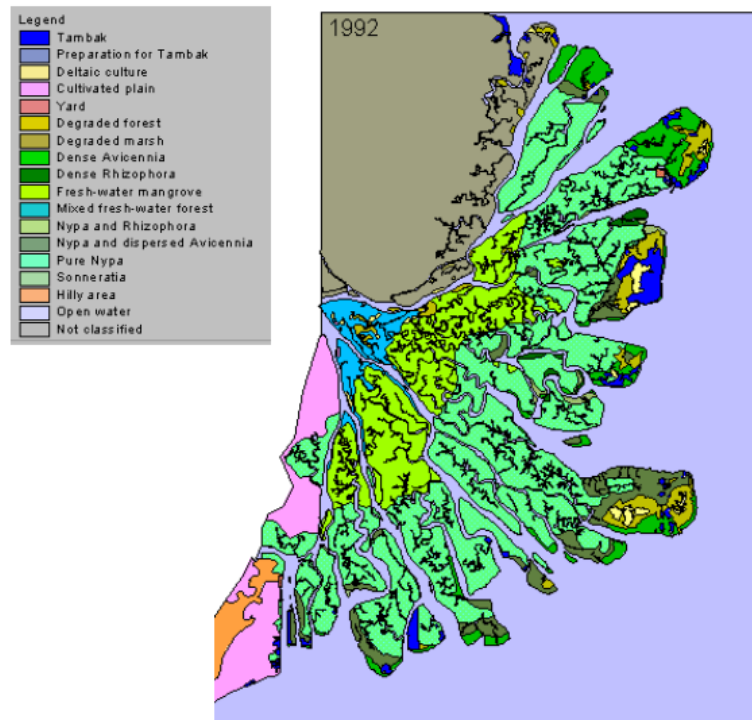 Legend
Tambak
Preparation for Tambak
Deltaic culture
Cultivated plain
Yard
Degraded forest
Degraded marsh
Dense Avicennia
Dense Rhizophora
Fresh-water mangrove
Mixed fresh-water forest
Nypa and Rhizophora
Nypa and dispersed Avicennia
Pure Nypa
Sonneratia
Hilly area
Open water
Not classified
1992